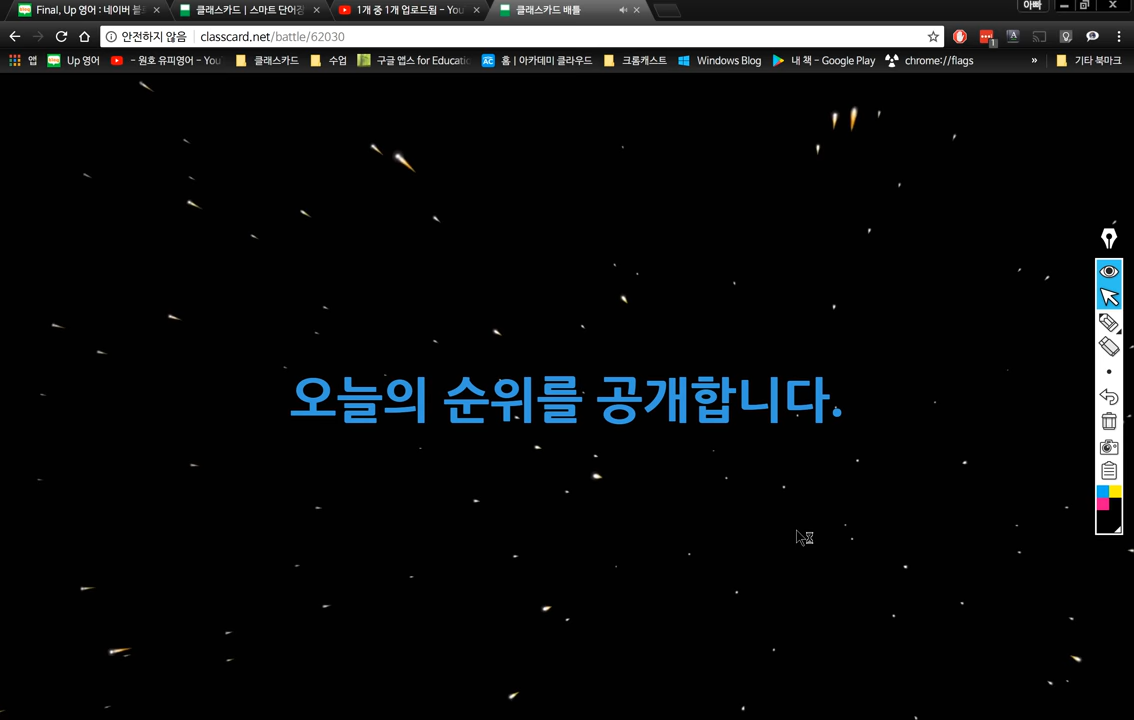 Final, Up 영어 : 네이버 블
클래스카드 | 스마트 단어장
1개 중 1개 업로드됨 - You
클래스카드 배틀
아빠
안전하지 않음
classcard.net/battle/62030
1
앱
Up 영어
- 원호 유피영어 - You
클래스카드
수업
구글 앱스 for Educatio
홈 | 아카데미 클라우드
크롬캐스트
Windows Blog
내 책 - Google Play
chrome://flags
»
기타 북마크
오늘의 순위를 공개합니다.